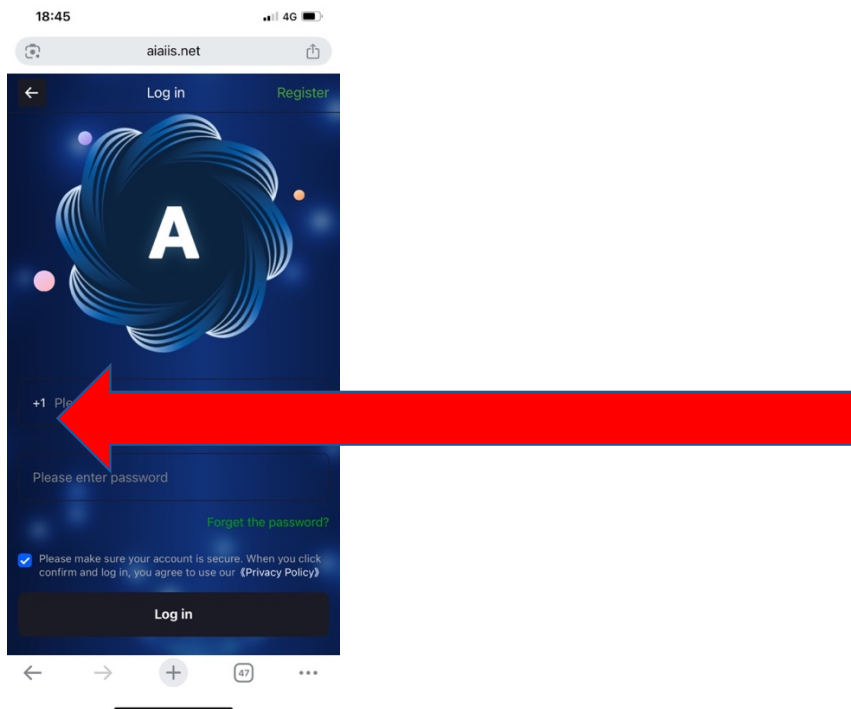 18:45
4G
aiaiis.net
Log in
Register
A
+1
Please enter password
Forget the password?
Please make sure your account is secure. When you click
confirm and log in, you agree to use our 《Privacy Policy》
Log in
47